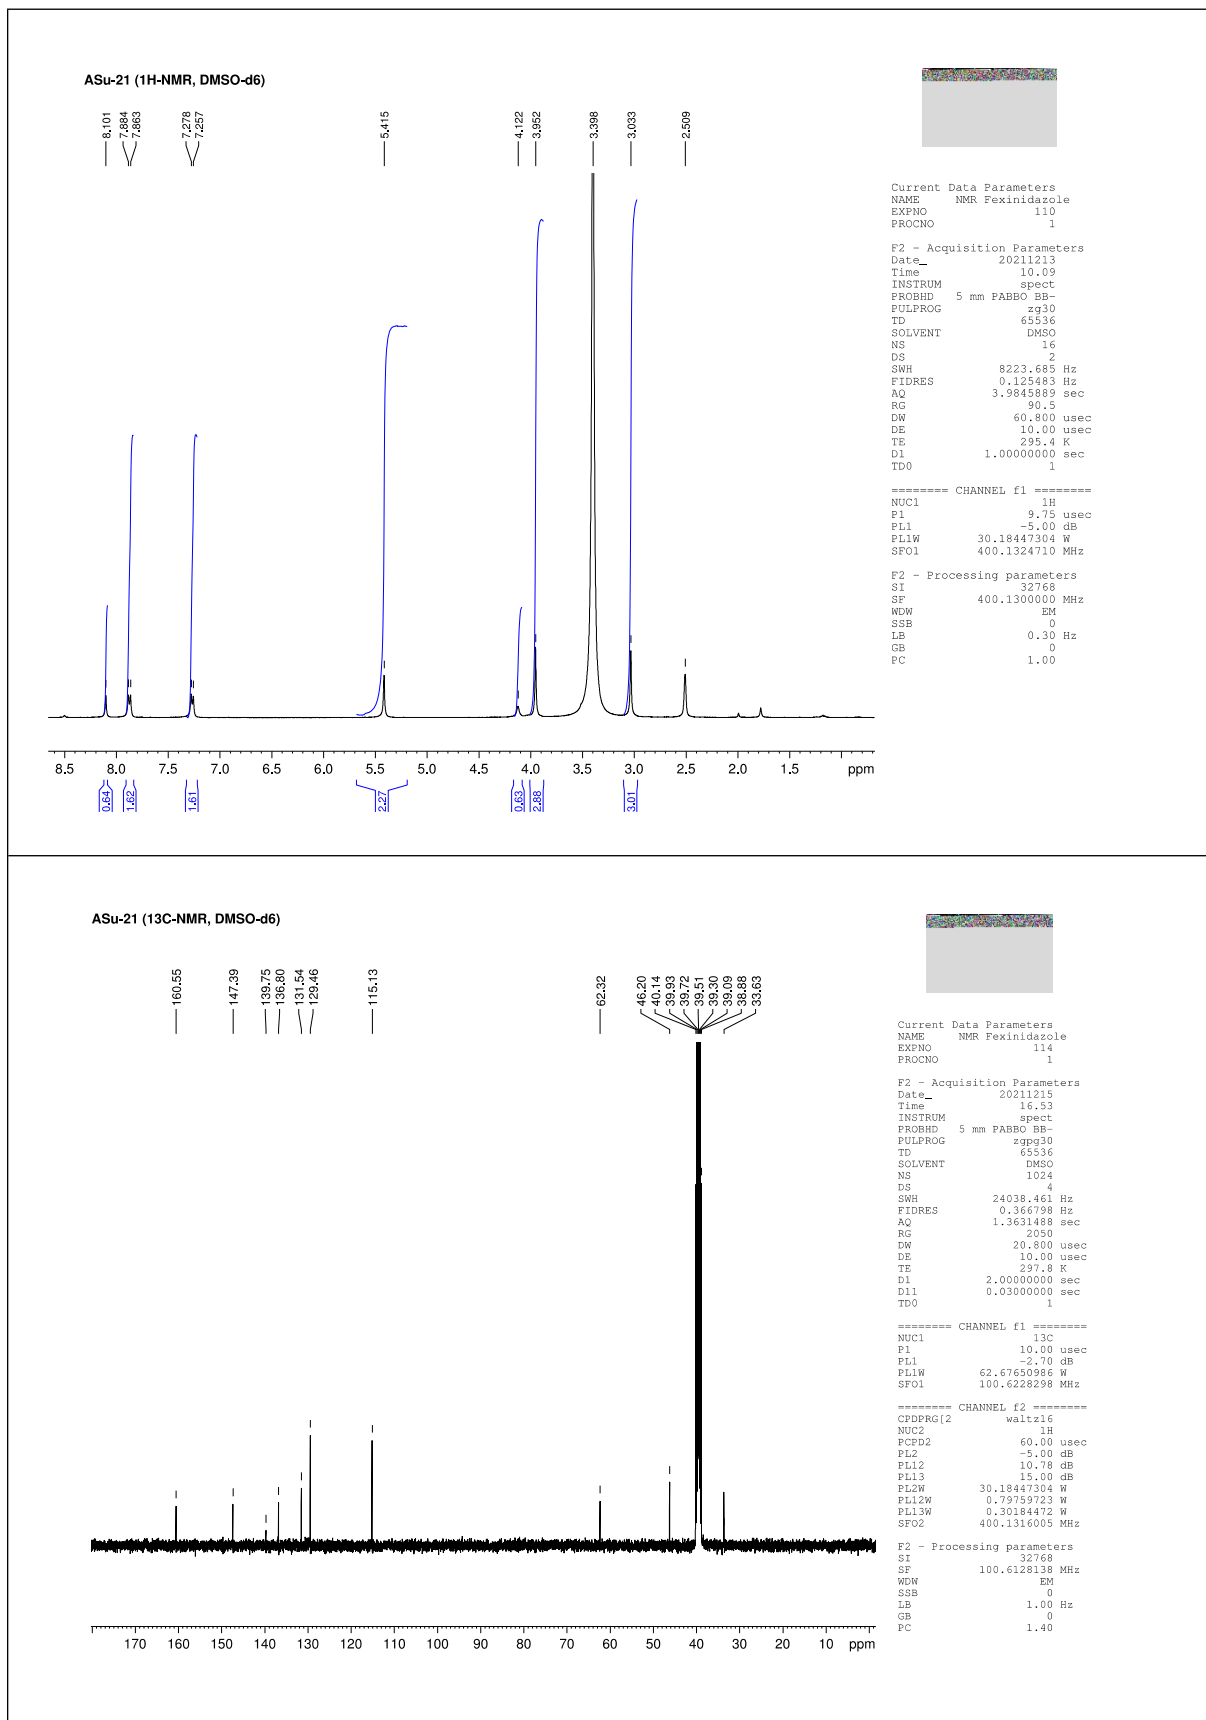 ASu-21 (1H-NMR, DMSO-d6)
8.101
7.884
7.863
7.278
7.257
5.415
4.122
3.952
3.398
3.033
2.509
8.5 8.0 7.5 7.0 6.5 6.0 5.5 5.0 4.5 4.0 3.5 3.0 2.5 2.0 1.5 ppm
0.64
1.62
1.61
2.27
0.63
2.88
3.01
Current Data Parameters
NAME NMR Fexinidazole
EXPNO 110
PROCNO 1
F2 - Acquisition Parameters
Date_ 20211213
Time 10.09
INSTRUM spect
PROBHD 5 mm PABBO BB-
PULPROG zg30
TD 65536
SOLVENT DMSO
NS 16
DS 2
SWH 8223.685 Hz
FIDRES 0.125483 Hz
AQ 3.9845889 sec
RG 90.5
DW 60.800 usec
DE 10.00 usec
TE 295.4 K
D1 1.00000000 sec
TD0 1
======== CHANNEL f1 ========
NUC1 1H
P1 9.75 usec
PL1 -5.00 dB
PL1W 30.18447304 W
SFO1 400.1324710 MHz
F2 - Processing parameters
SI 32768
SF 400.1300000 MHz
WDW EM
SSB 0
LB 0.30 Hz
GB 0
PC 1.00
ASu-21 (13C-NMR, DMSO-d6)
160.55
147.39
139.75
136.80
131.54
129.46
115.13
62.32
46.20
40.14
39.93
39.72
39.51
39.30
39.09
38.88
33.63
170 160 150 140 130 120 110 100 90 80 70 60 50 40 30 20 10 ppm
Current Data Parameters
NAME NMR Fexinidazole
EXPNO 114
PROCNO 1
F2 - Acquisition Parameters
Date_ 20211215
Time 16.53
INSTRUM spect
PROBHD 5 mm PABBO BB-
PULPROG zgpg30
TD 65536
SOLVENT DMSO
NS 1024
DS 4
SWH 24038.461 Hz
FIDRES 0.366798 Hz
AQ 1.3631488 sec
RG 2050
DW 20.800 usec
DE 10.00 usec
TE 297.8 K
D1 2.00000000 sec
D11 0.03000000 sec
TD0 1
======== CHANNEL f1 ========
NUC1 13C
P1 10.00 usec
PL1 -2.70 dB
PL1W 62.67650986 W
SFO1 100.6228298 MHz
======== CHANNEL f2 ========
CPDPRG[2 waltz16
NUC2 1H
PCPD2 60.00 usec
PL2 -5.00 dB
PL12 10.78 dB
PL13 15.00 dB
PL2W 30.18447304 W
PL12W 0.79759723 W
PL13W 0.30184472 W
SFO2 400.1316005 MHz
F2 - Processing parameters
SI 32768
SF 100.6128138 MHz
WDW EM
SSB 0
LB 1.00 Hz
GB 0
PC 1.40